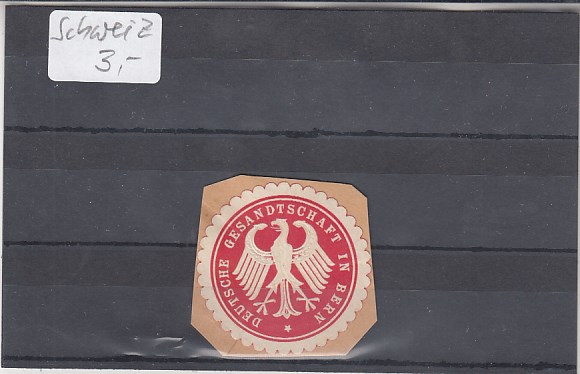 Schweiz
3,-
DEUTSCHE GESANDTSCHAFT IN BERN